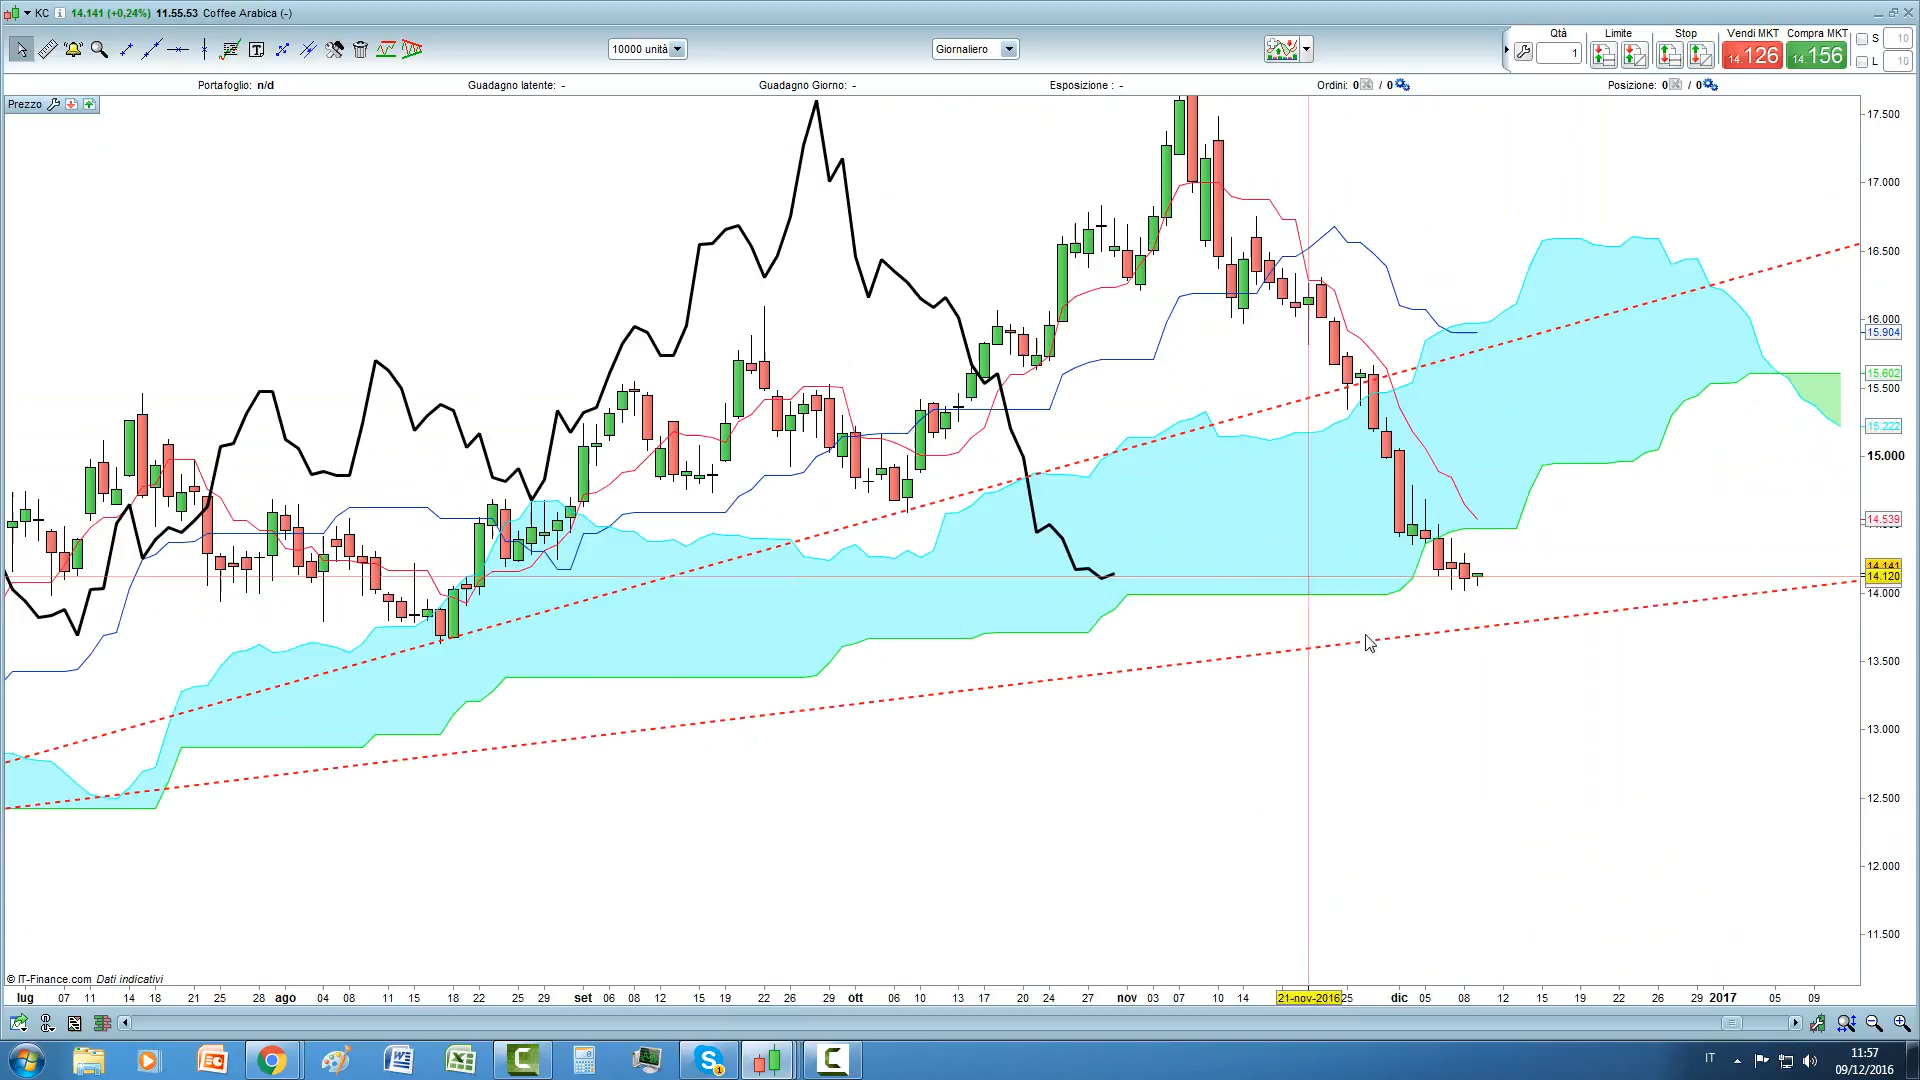 KC 14.141 (+0,24%) 11.55.53 Coffee Arabica (-)
10000 unità
Giornaliero
Qtà Limite Stop Vendi MKT Compra MKT S 10
1 14.126 14.156 L 10
Portafoglio: n/d Guadagno latente: - Guadagno Giorno: - Esposizione : - Ordini: 0 / 0 Posizione: 0 / 0
Prezzo
17.500
17.000
16.500
16.000
15.904
15.602
15.500
15.222
15.000
14.539
14.141
14.120
14.000
13.500
13.000
12.500
12.000
11.500
© IT-Finance.com Dati indicativi
lug 07 11 14 18 21 25 28 ago 04 08 11 15 18 22 25 29 set 06 08 12 15 19 22 26 29 ott 06 10 13 17 20 24 27 nov 03 07 10 14 21-nov-2016 25 dic 05 08 12 15 19 22 26 29 2017 05 09
IT 11:57
09/12/2016